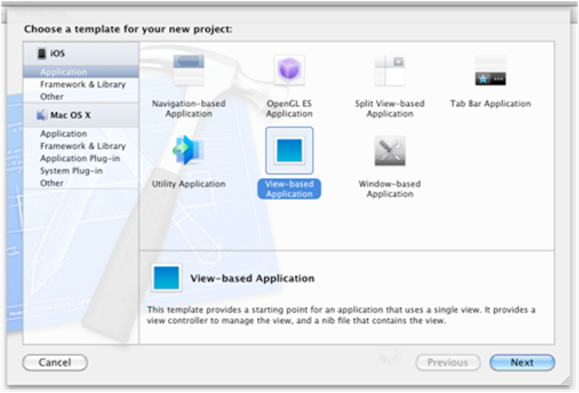 Choose a template for your new project:
iOS
Application
Framework & Library
Other
Mac OS X
Application
Framework & Library
Application Plug-in
System Plug-in
Other
Navigation-based
Application
OpenGL ES
Application
Split View-based
Application
Tab Bar Application
Utility Application
View-based
Application
Window-based
Application
View-based Application
This template provides a starting point for an application that uses a single view. It provides a
view controller to manage the view, and a nib file that contains the view.
Cancel
Previous
Next